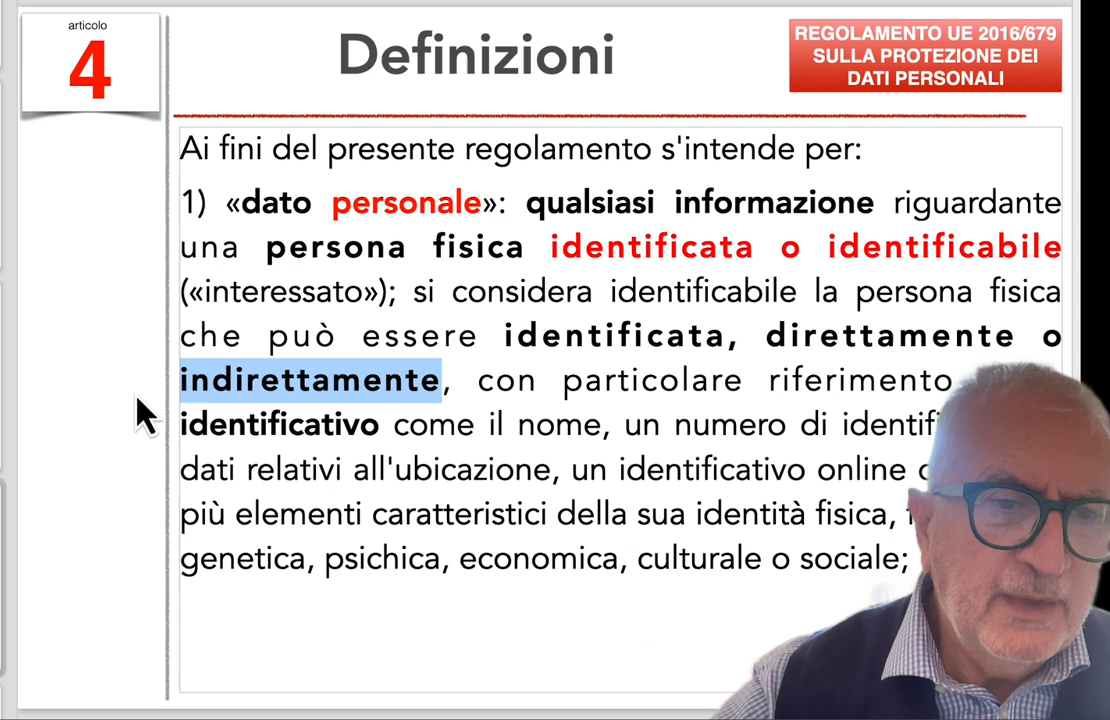 articolo
4
Definizioni
REGOLAMENTO UE 2016/679
SULLA PROTEZIONE DEI
DATI PERSONALI
Ai fini del presente regolamento s'intende per:
1) «dato personale»: qualsiasi informazione riguardante
una persona fisica identificata o identificabile
(«interessato»); si considera identificabile la persona fisica
che può essere identificata, direttamente o
indirettamente, con particolare riferimento
identificativo come il nome, un numero di
dati relativi all'ubicazione, un identificativo online
più elementi caratteristici della sua identità fisica,
genetica, psichica, economica, culturale o sociale;